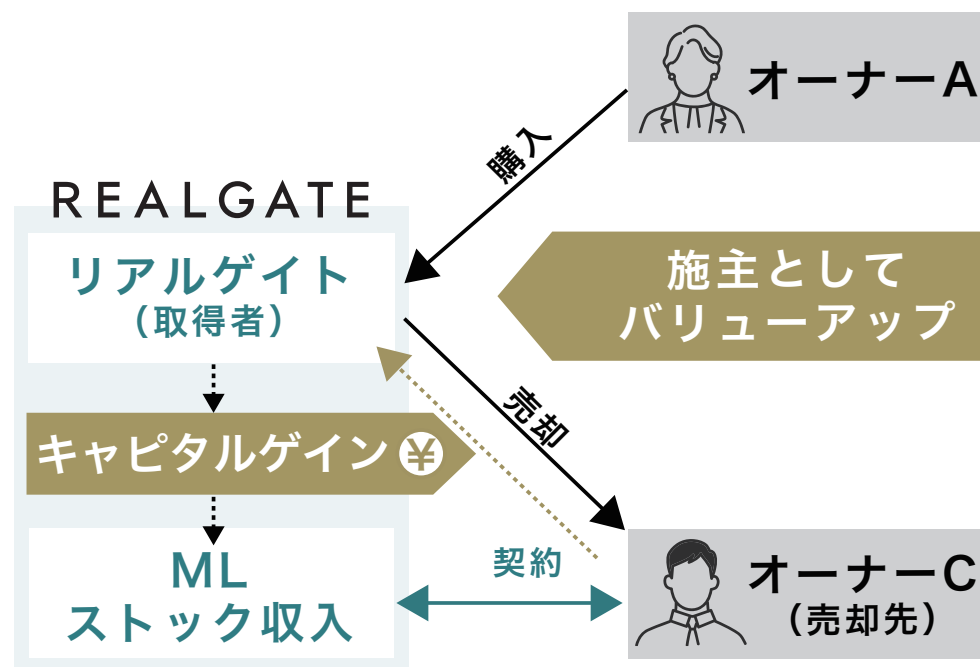 オーナーA
購入
REALGATE
リアルゲイト
（取得者）
施主として
バリューアップ
売却
キャピタルゲイン ¥
契約
ML
ストック収入
オーナーC
（売却先）